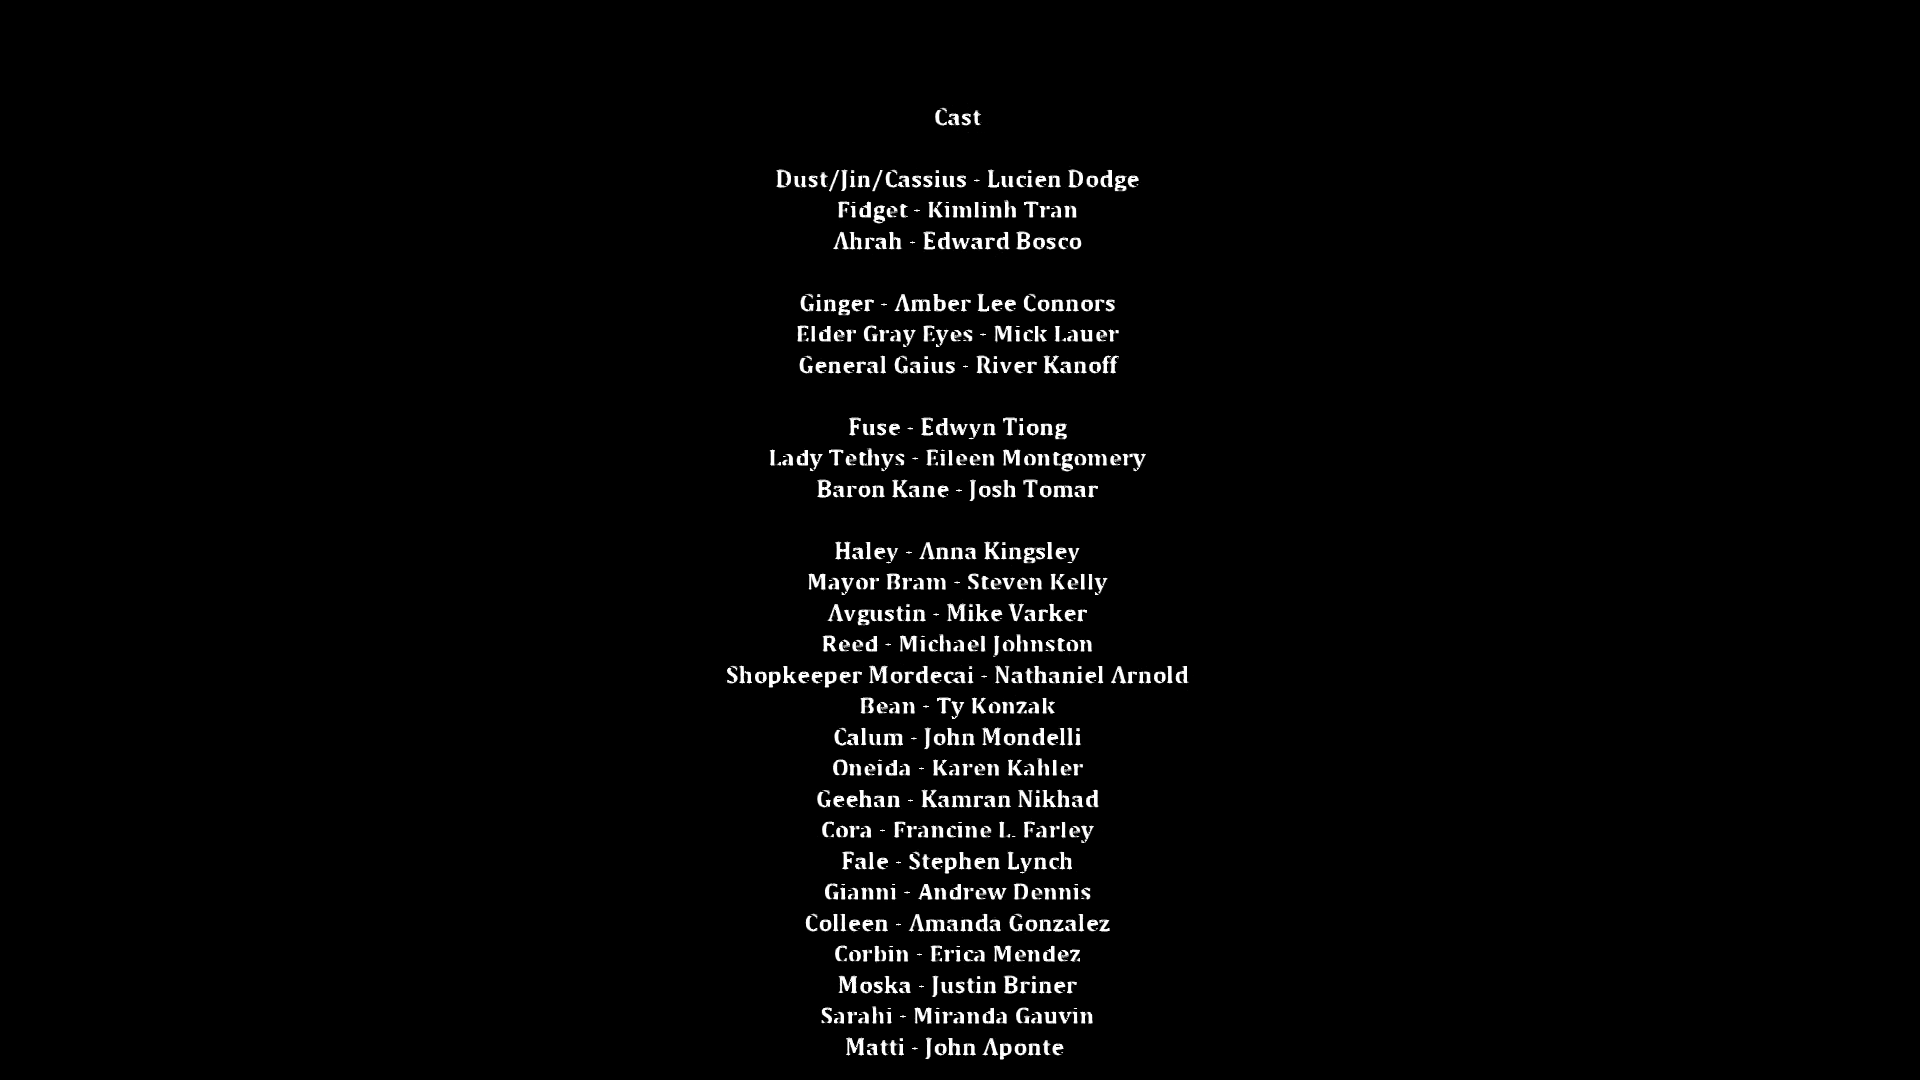 Cast
Dust/Jin/Cassius - Lucien Dodge
Fidget - Kimlinh Tran
Ahrah - Edward Bosco
Ginger - Amber Lee Connors
Elder Gray Eyes - Mick Lauer
General Gaius - River Kanoff
Fuse - Edwyn Tiong
Lady Tethys - Eileen Montgomery
Baron Kane - Josh Tomar
Haley - Anna Kingsley
Mayor Bram - Steven Kelly
Avgustin - Mike Varker
Reed - Michael Johnston
Shopkeeper Mordecai - Nathaniel Arnold
Bean - Ty Konzak
Calum - John Mondelli
Oneida - Karen Kahler
Geehan - Kamran Nikhad
Cora - Francine L. Farley
Fale - Stephen Lynch
Gianni - Andrew Dennis
Colleen - Amanda Gonzalez
Corbin - Erica Mendez
Moska - Justin Briner
Sarahi - Miranda Gauvin
Matti - John Aponte